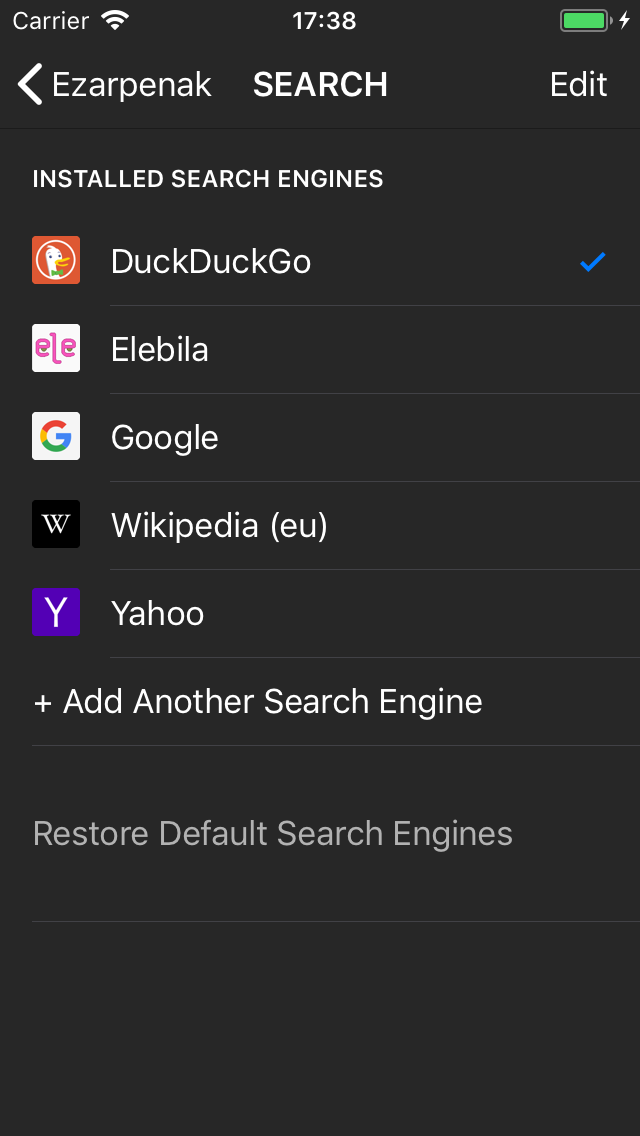 Carrier 17:38
Ezarpenak SEARCH Edit
INSTALLED SEARCH ENGINES
DuckDuckGo
ele Elebila
G Google
W Wikipedia (eu)
Y Yahoo
+ Add Another Search Engine
Restore Default Search Engines